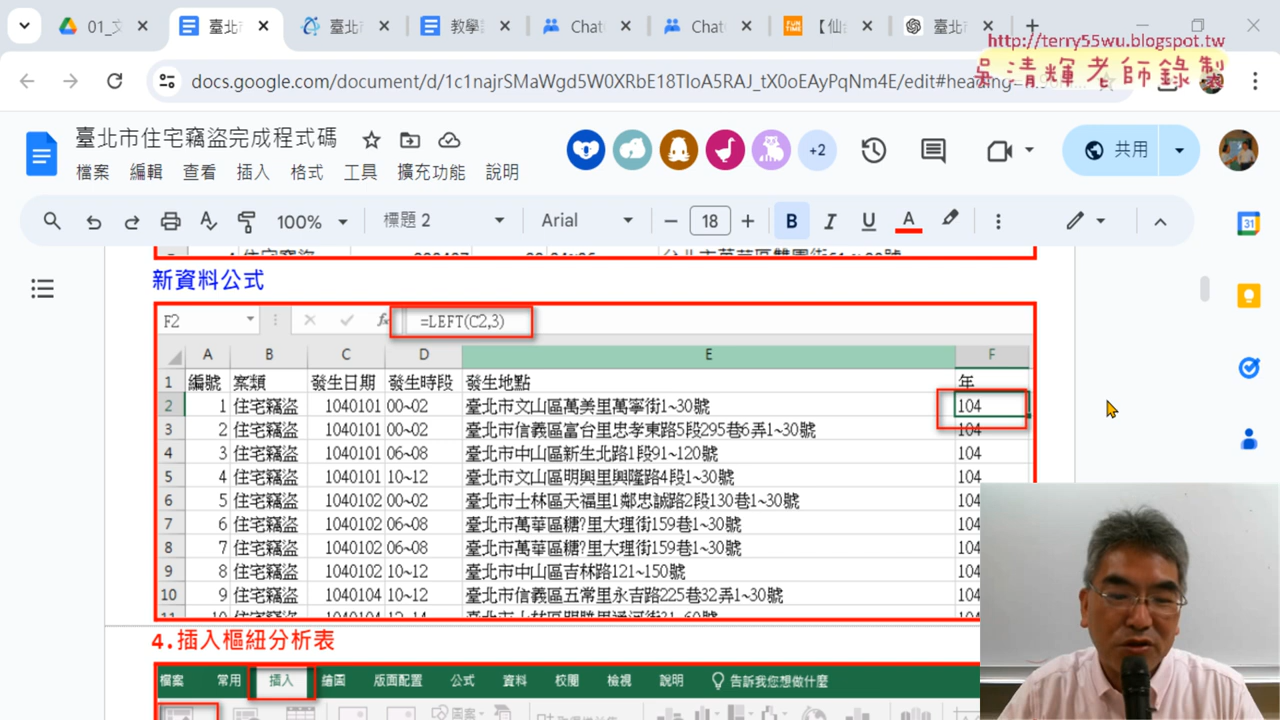 01_文
臺北市
臺北市
教學
Chat
Chat
【仙
臺北市
http://terry55wu.blogspot.tw
吳清輝老師錄製
臺北市住宅竊盜完成程式碼
+2
共用
檔案 編輯 查看 插入 格式 工具 擴充功能 說明
100% 標題 2 Arial 18 B I U A
新資料公式
F2 fx =LEFT(C2,3)
A B C D E F
1 編號 案類 發生日期 發生時段 發生地點 年
2 1 住宅竊盜 1040101 00~02 臺北市文山區萬美里萬寧街1~30號 104
3 2 住宅竊盜 1040101 00~02 臺北市信義區富台里忠孝東路5段295巷6弄1~30號 104
4 3 住宅竊盜 1040101 06~08 臺北市中山區新生北路1段91~120號 104
5 4 住宅竊盜 1040101 10~12 臺北市文山區明興里興隆路4段1~30號 104
6 5 住宅竊盜 1040102 00~02 臺北市士林區天福里1鄰忠誠路2段130巷1~30號 104
7 6 住宅竊盜 1040102 06~08 臺北市萬華區糖?里大理街159巷1~30號 104
8 7 住宅竊盜 1040102 06~08 臺北市萬華區糖?里大理街159巷1~30號 104
9 8 住宅竊盜 1040102 10~12 臺北市中山區吉林路121~150號 104
10 9 住宅竊盜 1040104 10~12 臺北市信義區五常里永吉路225巷32弄1~30號 104
4.插入樞紐分析表
檔案 常用 插入 繪圖 版面配置 公式 資料 校閱 檢視 說明 告訴我您想做什麼